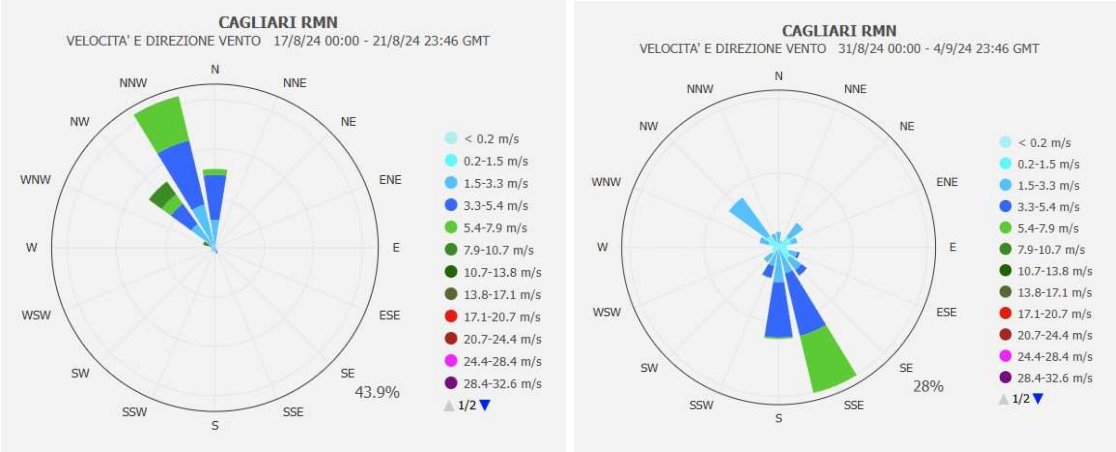 CAGLIARI RMN
VELOCITA' E DIREZIONE VENTO 17/8/24 00:00 - 21/8/24 23:46 GMT
N
NNW
NNE
NW
NE
WNW
ENE
W
E
WSW
ESE
SW
SE
SSW
SSE
S
43.9%
< 0.2 m/s
0.2-1.5 m/s
1.5-3.3 m/s
3.3-5.4 m/s
5.4-7.9 m/s
7.9-10.7 m/s
10.7-13.8 m/s
13.8-17.1 m/s
17.1-20.7 m/s
20.7-24.4 m/s
24.4-28.4 m/s
28.4-32.6 m/s
1/2
CAGLIARI RMN
VELOCITA' E DIREZIONE VENTO 31/8/24 00:00 - 4/9/24 23:46 GMT
N
NNW
NNE
NW
NE
WNW
ENE
W
E
WSW
ESE
SW
SE
SSW
SSE
S
28%
< 0.2 m/s
0.2-1.5 m/s
1.5-3.3 m/s
3.3-5.4 m/s
5.4-7.9 m/s
7.9-10.7 m/s
10.7-13.8 m/s
13.8-17.1 m/s
17.1-20.7 m/s
20.7-24.4 m/s
24.4-28.4 m/s
28.4-32.6 m/s
1/2